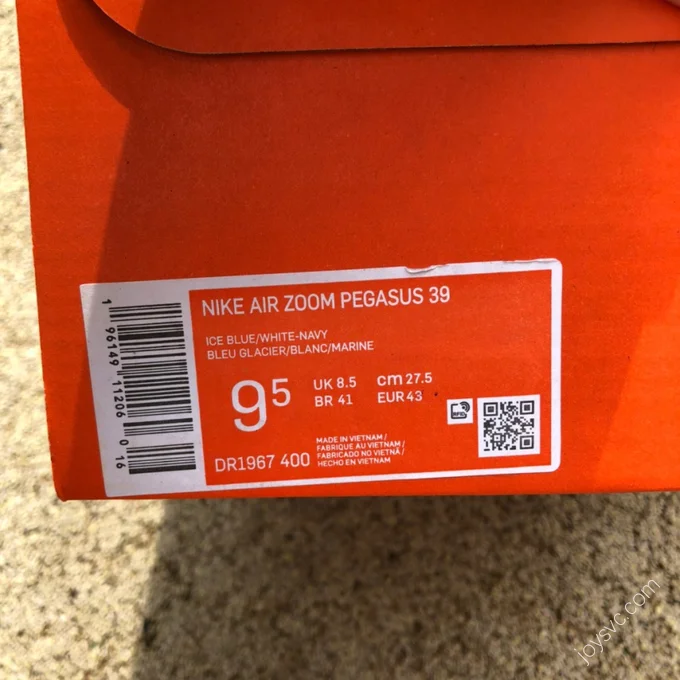 NIKE AIR ZOOM PEGASUS 39
ICE BLUE/WHITE-NAVY
BLEU GLACIER/BLANC/MARINE
9.5
UK 8.5 cm 27.5
BR 41 EUR 43
DR1967 400
MADE IN VIETNAM/
FABRIQUE AU VIETNAM/
FABRICADO NO VIETNÃ/
HECHO EN VIETNAM
1 96149 11206 0 16
joysvc.com